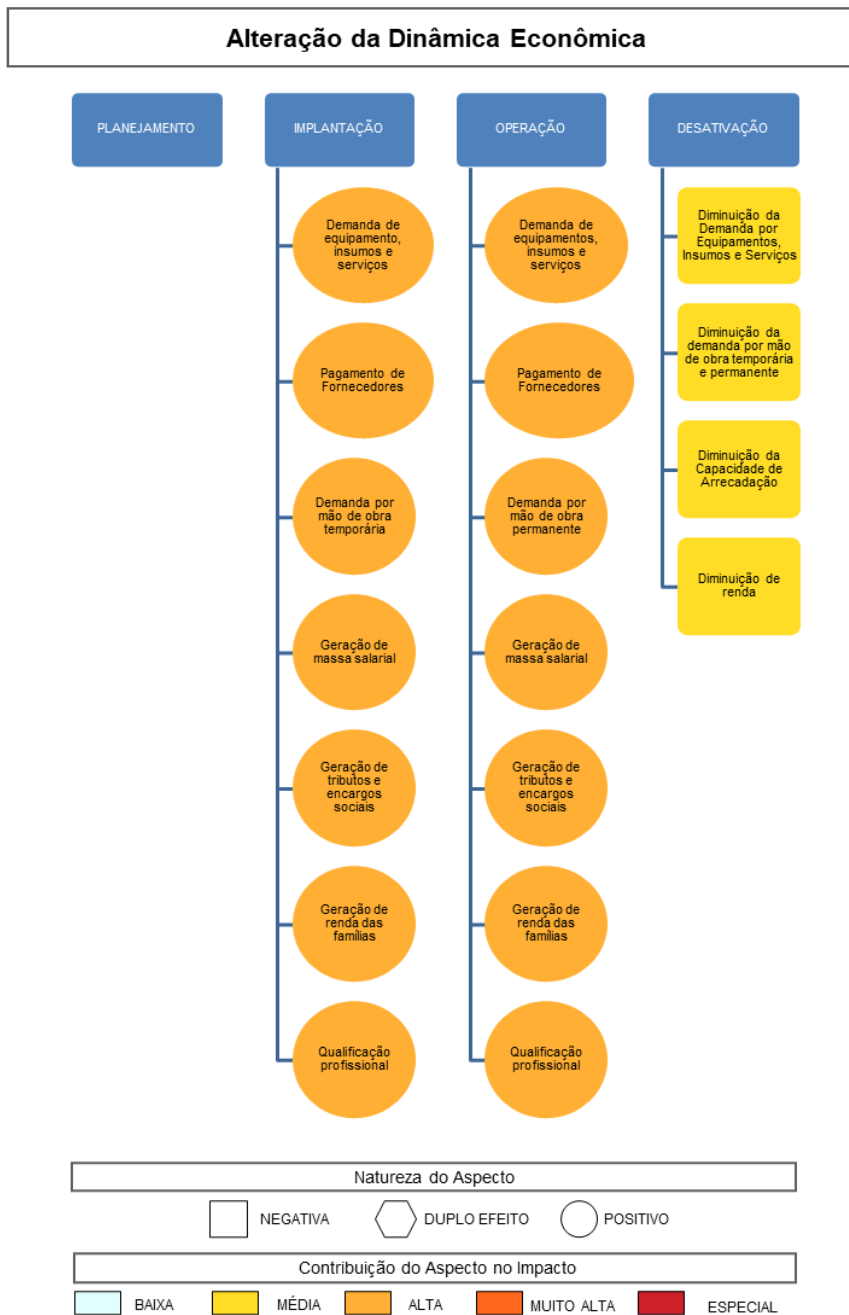 Alteração da Dinâmica Econômica
PLANEJAMENTO
IMPLANTAÇÃO
OPERAÇÃO
DESATIVAÇÃO
Demanda de
equipamento,
insumos e
serviços
Pagamento de
Fornecedores
Demanda por
mão de obra
temporária
Geração de
massa salarial
Geração de
tributos e
encargos
sociais
Geração de
renda das
famílias
Qualificação
profissional
Demanda de
equipamentos,
insumos e
serviços
Pagamento de
Fornecedores
Demanda por
mão de obra
permanente
Geração de
massa salarial
Geração de
tributos e
encargos
sociais
Geração de
renda das
famílias
Qualificação
profissional
Diminuição da
Demanda por
Equipamentos,
Insumos e Serviços
Diminuição da
demanda por mão
de obra temporária
e permanente
Diminuição da
Capacidade de
Arrecadação
Diminuição de
renda
Natureza do Aspecto
NEGATIVA
DUPLO EFEITO
POSITIVO
Contribuição do Aspecto no Impacto
BAIXA
MÉDIA
ALTA
MUITO ALTA
ESPECIAL